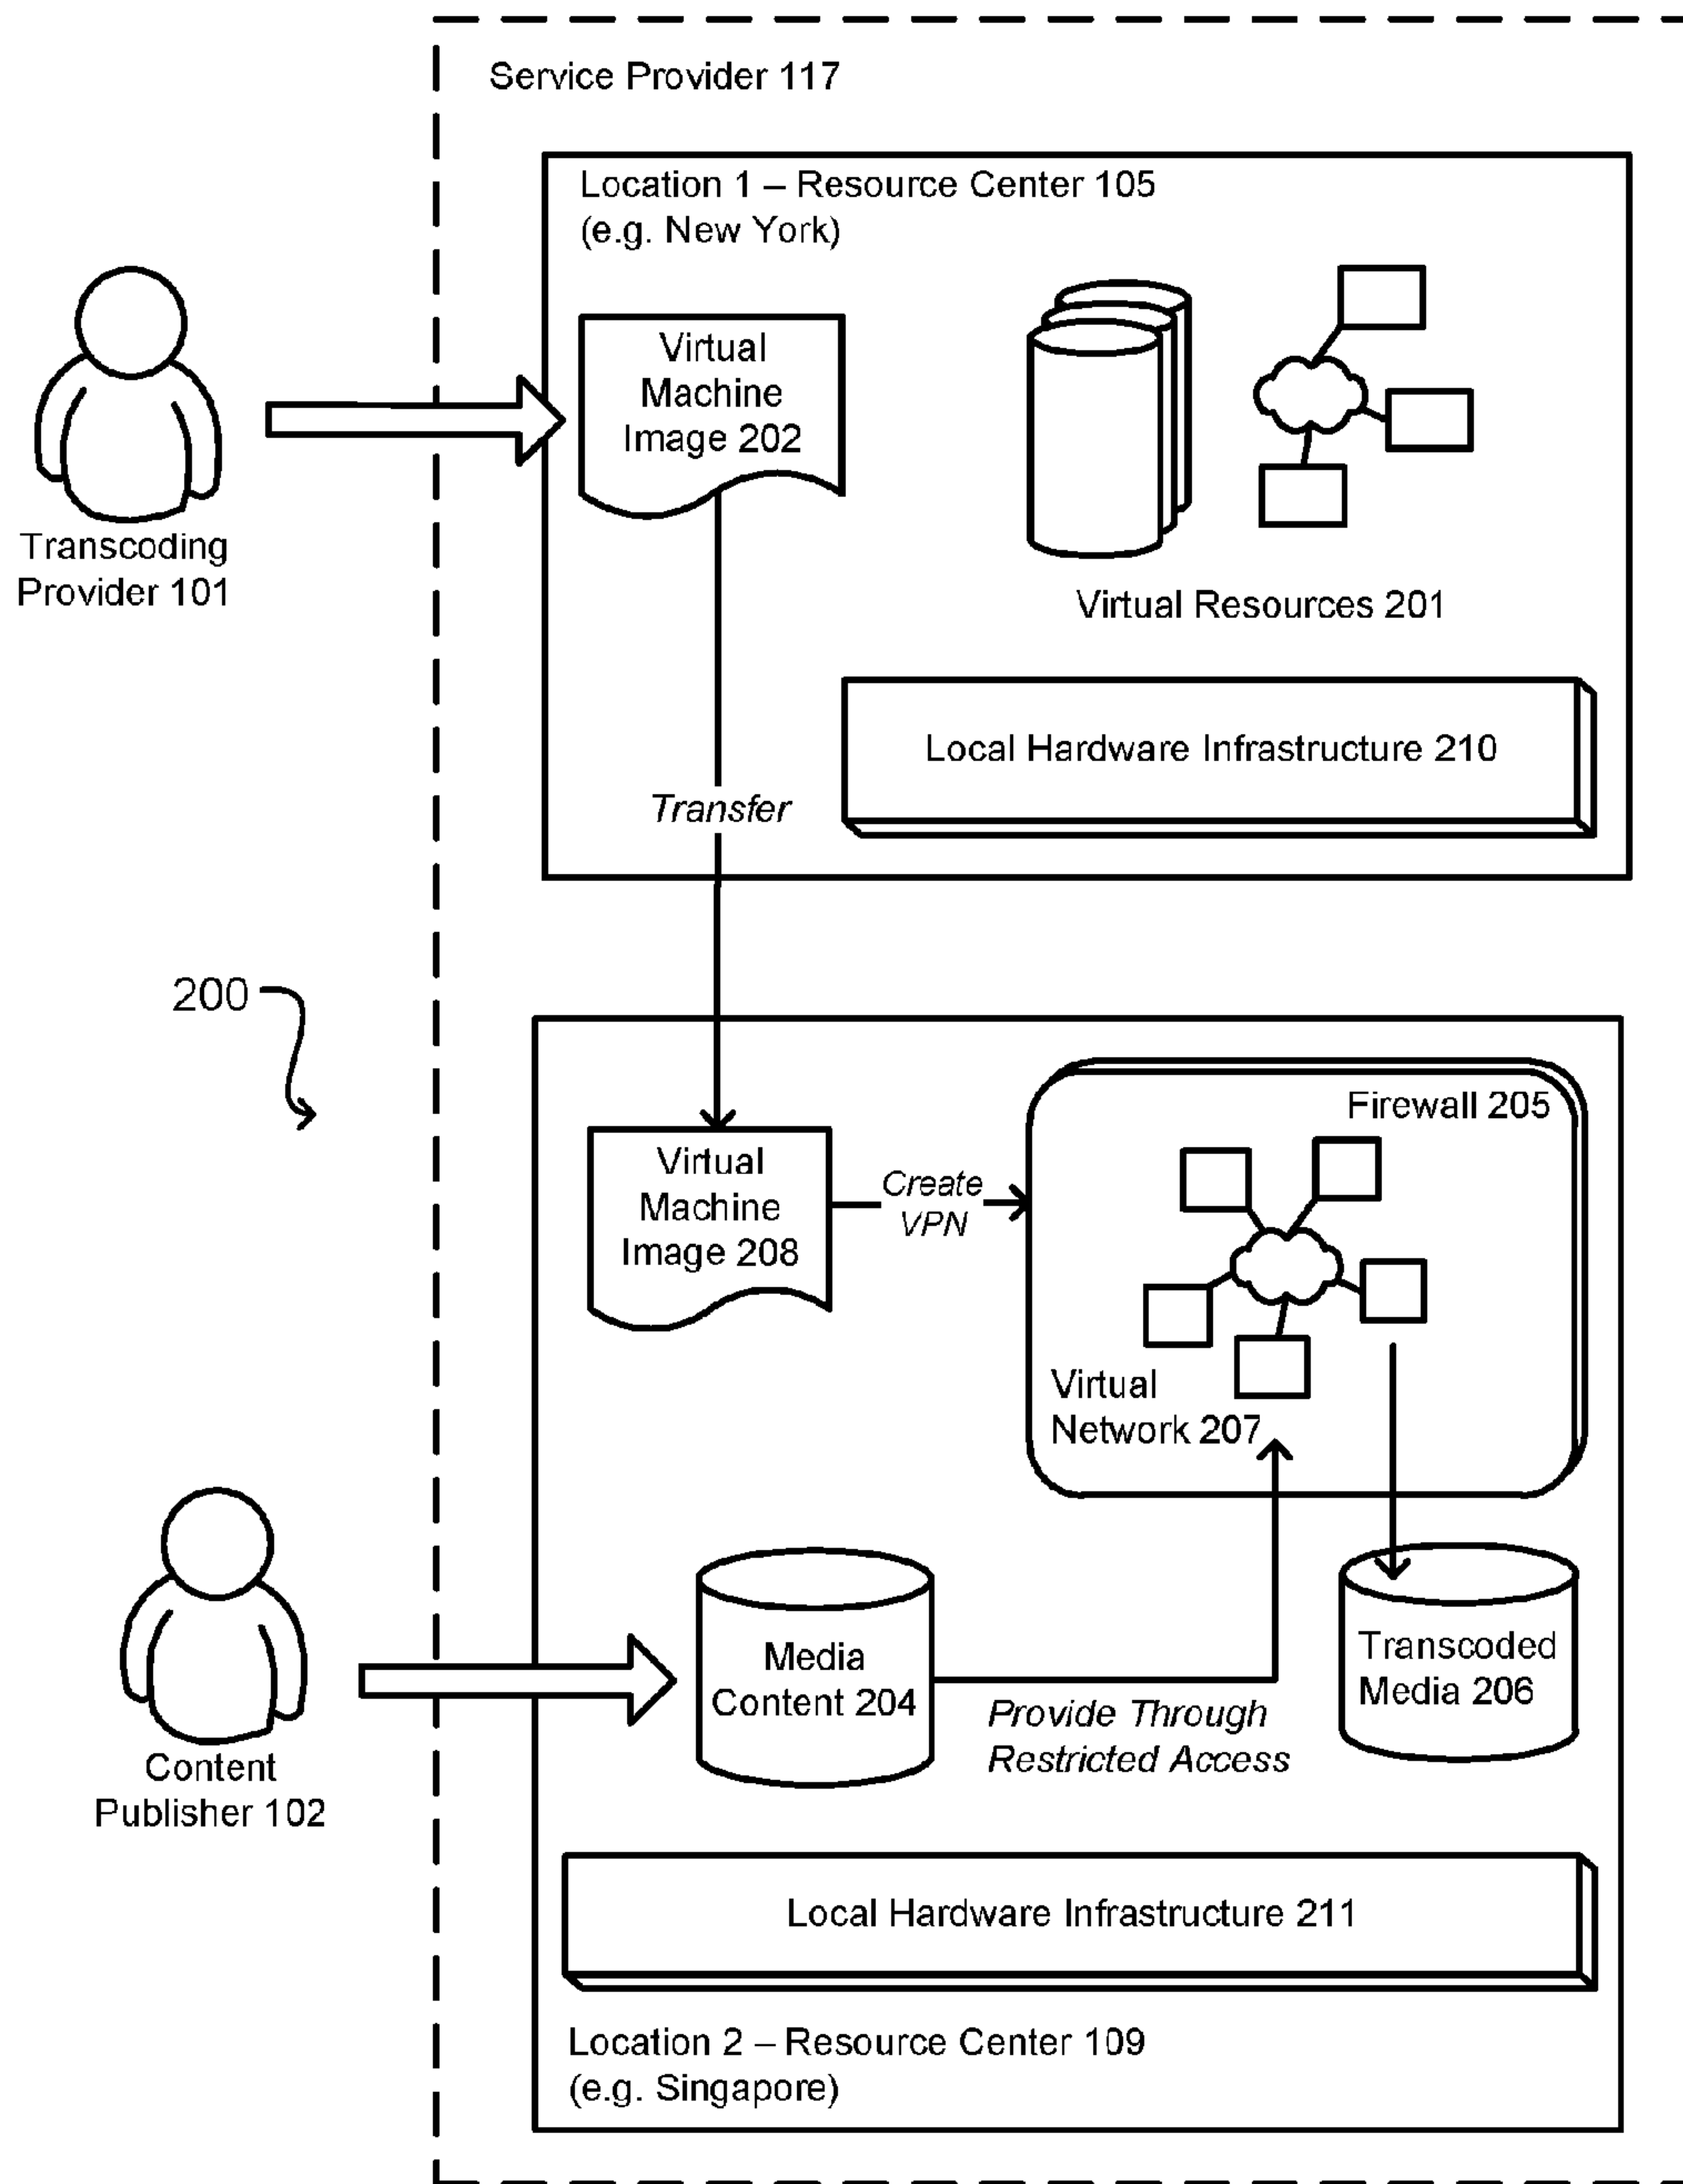 Service Provider 117
Location 1 – Resource Center 105
(e.g. New York)
Virtual
Machine
Image 202
Transcoding
Provider 101
Virtual Resources 201
Local Hardware Infrastructure 210
Transfer
200
Virtual
Machine
Image 208
Create
VPN
Firewall 205
Virtual
Network 207
Media
Content 204
Provide Through
Restricted Access
Transcoded
Media 206
Content
Publisher 102
Local Hardware Infrastructure 211
Location 2 – Resource Center 109
(e.g. Singapore)